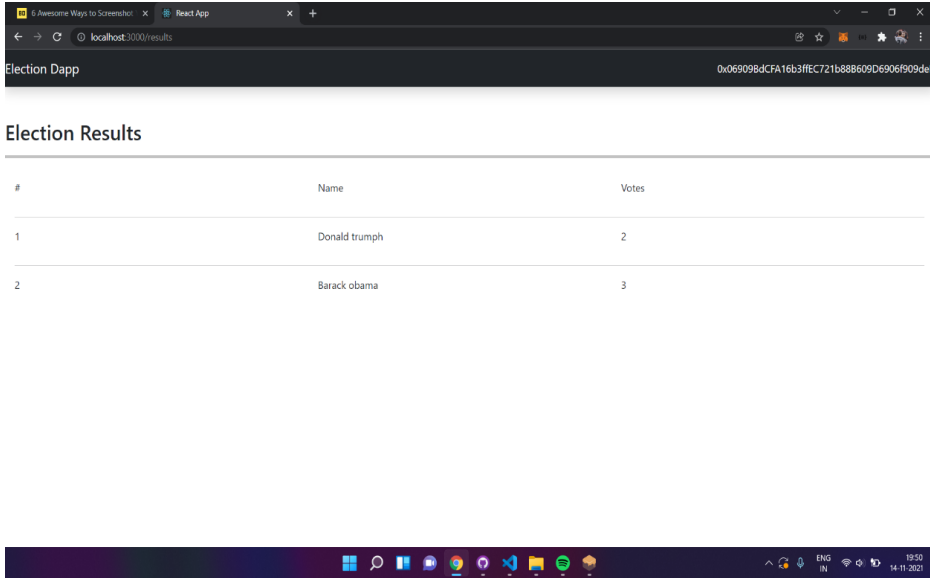 6 Awesome Ways to Screenshot
React App
localhost:3000/results
Election Dapp
0x06909BdCFA16b3ffEC721b88B609D6906f909de
Election Results
# Name Votes
1 Donald trumph 2
2 Barack obama 3
ENG 19:50
IN 14-11-2021